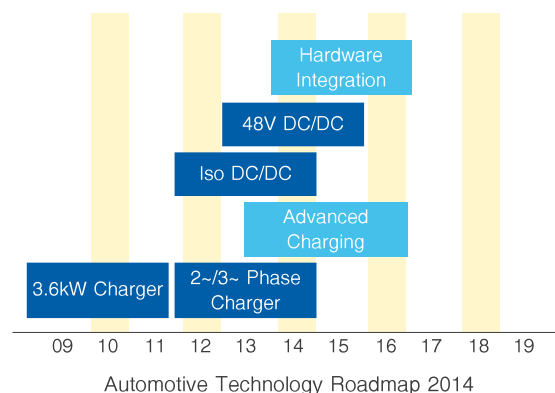 Hardware
Integration
48V DC/DC
Iso DC/DC
Advanced
Charging
3.6kW Charger
2~/3~ Phase
Charger
09 10 11 12 13 14 15 16 17 18 19
Automotive Technology Roadmap 2014